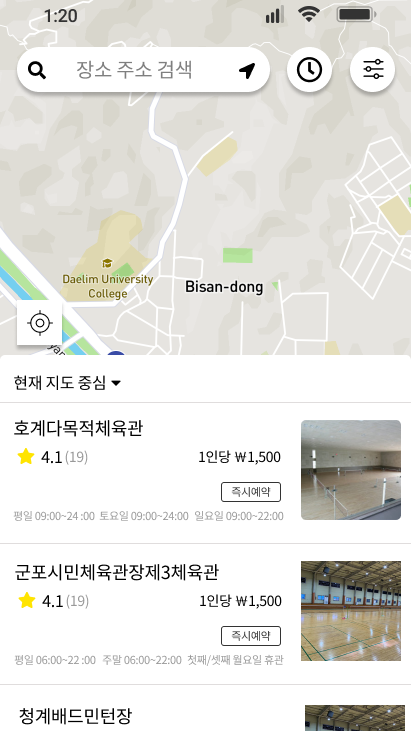 1:20
장소 주소 검색
Daelim University
College
Bisan-dong
현재 지도 중심
호계다목적체육관
4.1 (19)
1인당 ₩1,500
즉시예약
평일 09:00~24 :00 토요일 09:00~24:00 일요일 09:00~22:00
군포시민체육관장제3체육관
4.1 (19)
1인당 ₩1,500
즉시예약
평일 06:00~22 :00 주말 06:00~22:00 첫째/셋째 월요일 휴관
청계배드민턴장